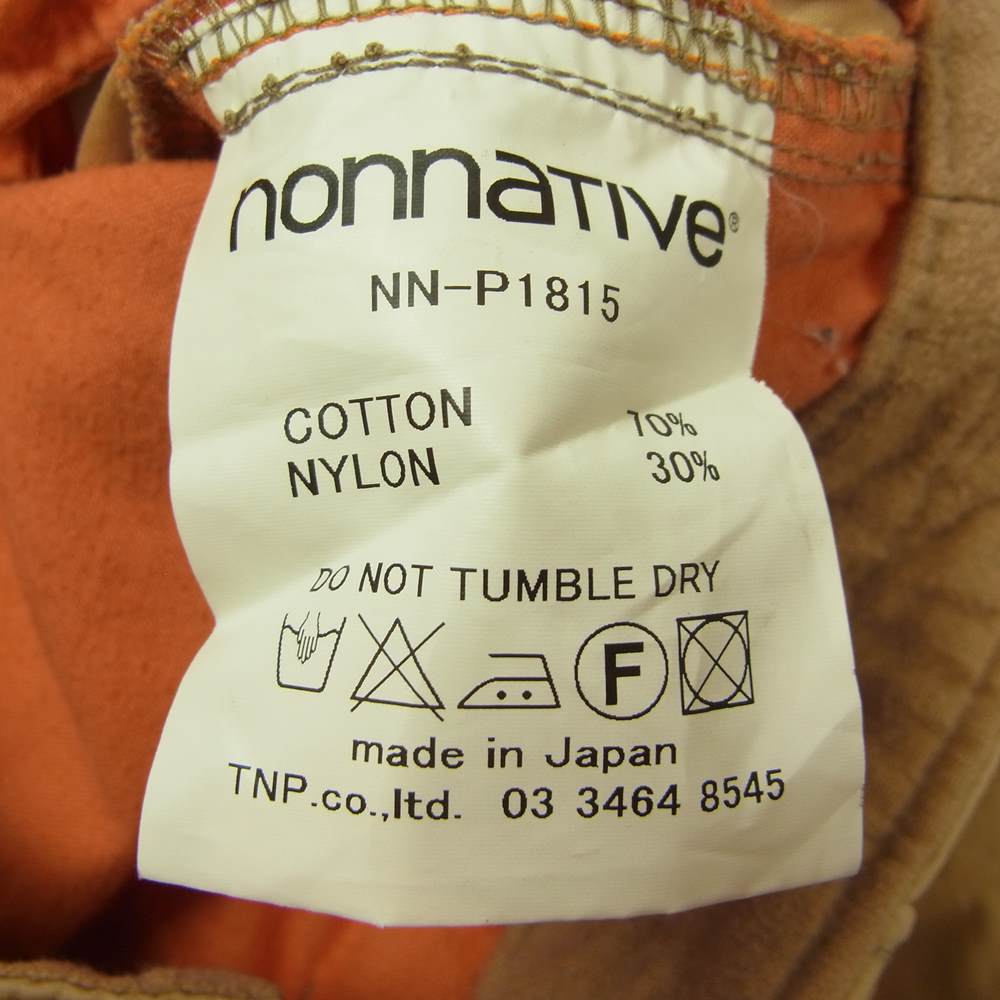 nonnaTIVe®
NN-P1815
COTTON 70%
NYLON 30%
DO NOT TUMBLE DRY
F
made in Japan
TNP.co.,ltd. 03 3464 8545